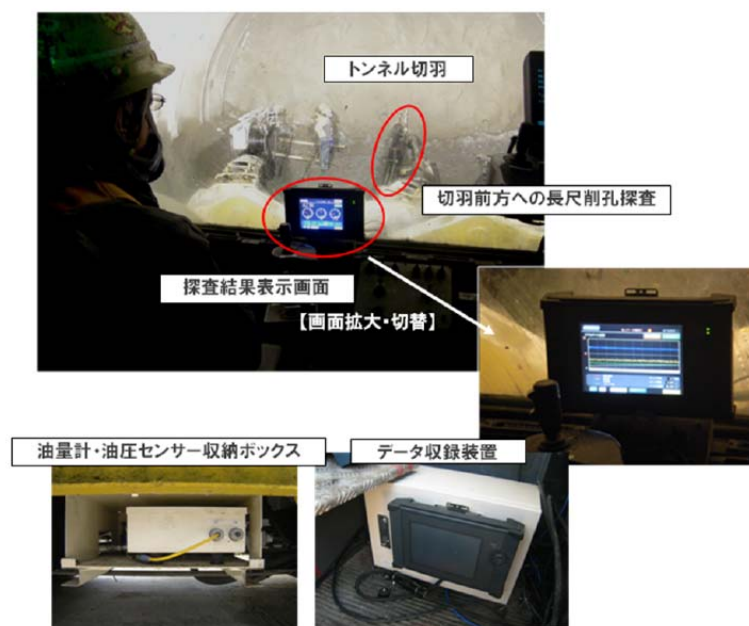 トンネル切羽
切羽前方への長尺削孔探査
探査結果表示画面
【画面拡大・切替】
油量計・油圧センサー収納ボックス
データ収録装置